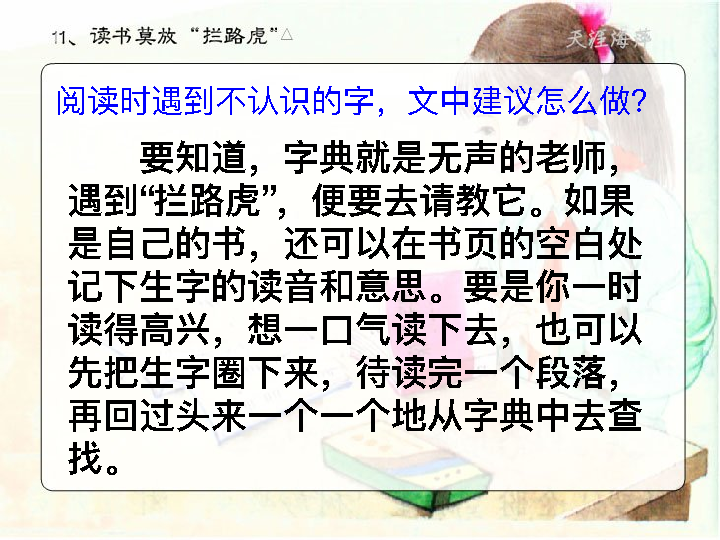 11、读书莫放“拦路虎”△
天涯海萍
阅读时遇到不认识的字，文中建议怎么做？
要知道，字典就是无声的老师，
遇到“拦路虎”，便要去请教它。如果
是自己的书，还可以在书页的空白处
记下生字的读音和意思。要是你一时
读得高兴，想一口气读下去，也可以
先把生字圈下来，待读完一个段落，
再回过头来一个一个地从字典中去查
找。